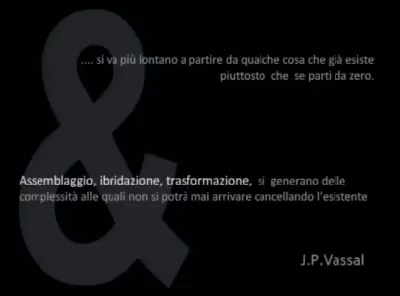 &
.... si va più lontano a partire da qualche cosa che già esiste
piuttosto che se parti da zero.
Assemblaggio, ibridazione, trasformazione, si generano delle
complessità alle quali non si potrà mai arrivare cancellando l'esistente
J.P.Vassal